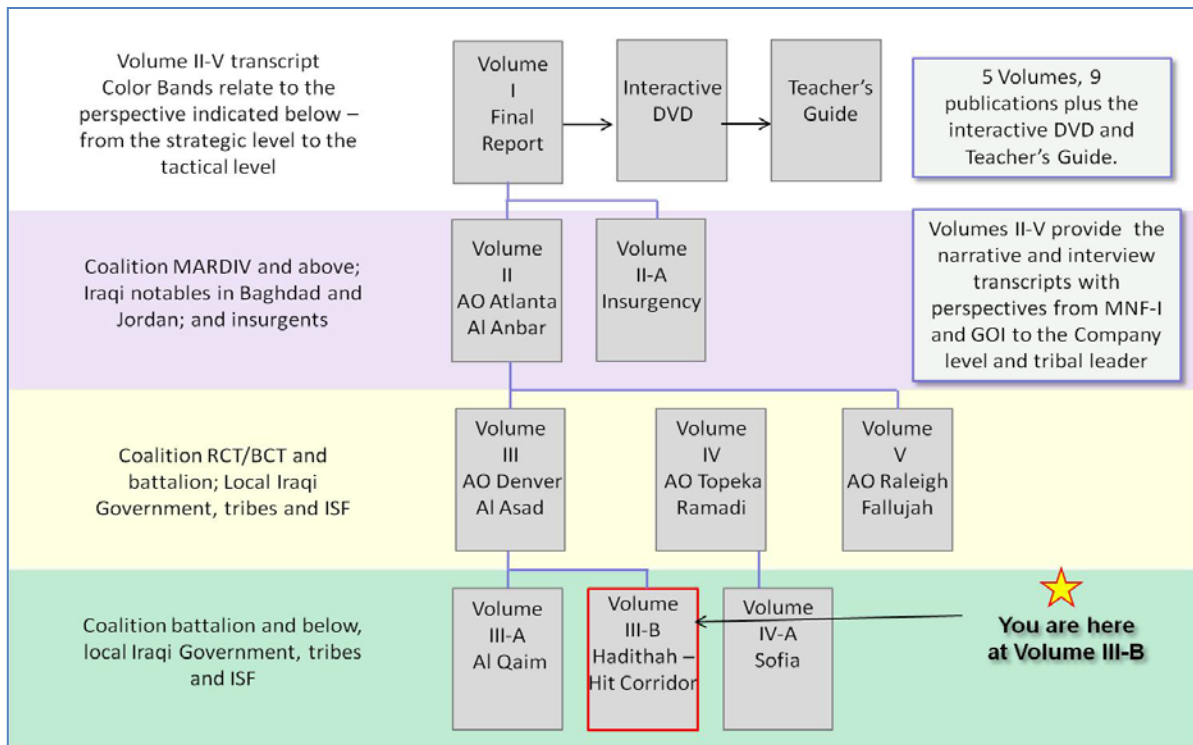 Volume II-V transcript
Color Bands relate to the
perspective indicated below –
from the strategic level to the
tactical level
Volume
I
Final
Report
Interactive
DVD
Teacher's
Guide
5 Volumes, 9
publications plus the
interactive DVD and
Teacher's Guide.
Coalition MARDIV and above;
Iraqi notables in Baghdad and
Jordan; and insurgents
Volume
II
AO Atlanta
Al Anbar
Volume
II-A
Insurgency
Volumes II-V provide the
narrative and interview
transcripts with
perspectives from MNF-I
and GOI to the Company
level and tribal leader
Coalition RCT/BCT and
battalion; Local Iraqi
Government, tribes and ISF
Volume
III
AO Denver
Al Asad
Volume
IV
AO Topeka
Ramadi
Volume
V
AO Raleigh
Fallujah
Coalition battalion and below,
local Iraqi Government, tribes
and ISF
Volume
III-A
Al Qaim
Volume
III-B
Hadithah –
Hit Corridor
Volume
IV-A
Sofia
You are here
at Volume III-B